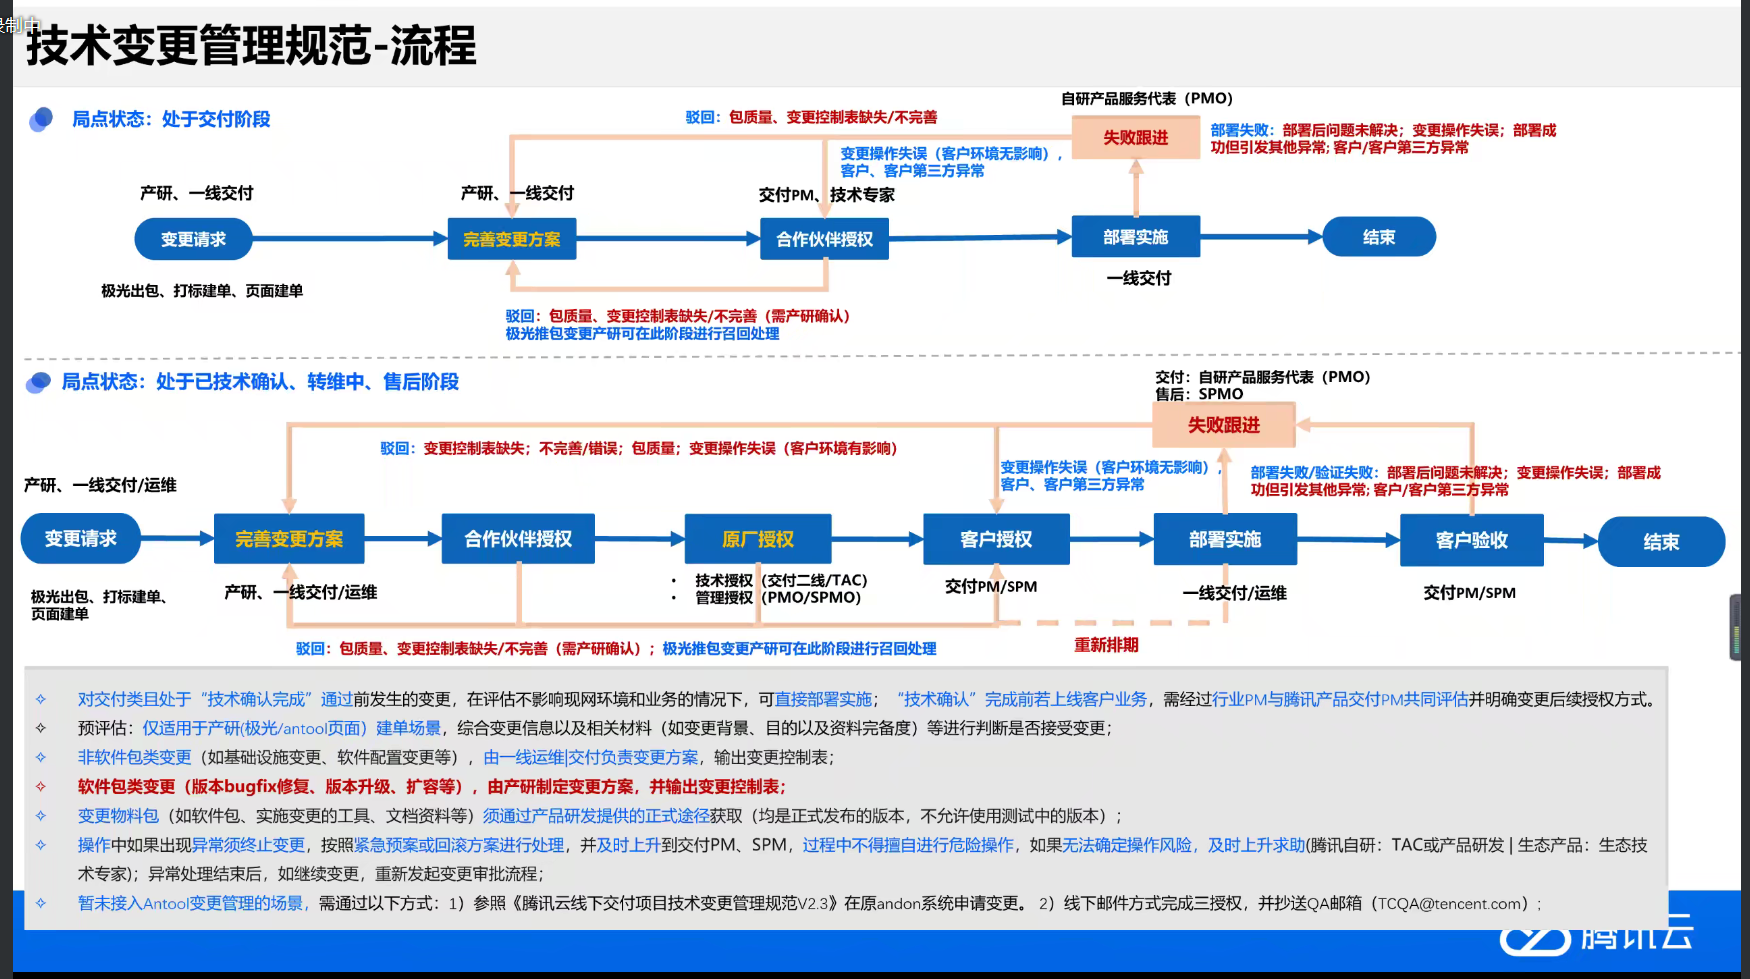 录制中
技术变更管理规范-流程
局点状态：处于交付阶段
自研产品服务代表（PMO）
驳回：包质量、变更控制表缺失/不完善
失败跟进
部署失败：部署后问题未解决；变更操作失误；部署成
功但引发其他异常；客户/客户第三方异常
变更操作失误（客户环境无影响），
客户、客户第三方异常
产研、一线交付
产研、一线交付
交付PM、技术专家
变更请求
完善变更方案
合作伙伴授权
部署实施
结束
一线交付
极光出包、打标建单、页面建单
驳回：包质量、变更控制表缺失/不完善（需产研确认）
极光推包变更产研可在此阶段进行召回处理
局点状态：处于已技术确认、转维中、售后阶段
交付：自研产品服务代表（PMO）
售后：SPMO
失败跟进
驳回：变更控制表缺失；不完善/错误；包质量；变更操作失误（客户环境有影响）
变更操作失误（客户环境无影响），
客户、客户第三方异常
部署失败/验证失败：部署后问题未解决；变更操作失误；部署成
功但引发其他异常；客户/客户第三方异常
产研、一线交付/运维
变更请求
完善变更方案
合作伙伴授权
原厂授权
客户授权
部署实施
客户验收
结束
极光出包、打标建单、
页面建单
产研、一线交付/运维
• 技术授权（交付二线/TAC）
• 管理授权（PMO/SPMO）
交付PM/SPM
一线交付/运维
交付PM/SPM
驳回：包质量、变更控制表缺失/不完善（需产研确认）；极光推包变更产研可在此阶段进行召回处理
重新排期
对交付类且处于“技术确认完成”通过前发生的变更，在评估不影响现网环境和业务的情况下，可直接部署实施；“技术确认”完成前若上线客户业务，需经过行业PM与腾讯产品交付PM共同评估并明确变更后续授权方式。
预评估：仅适用于产研(极光/antool页面）建单场景，综合变更信息以及相关材料（如变更背景、目的以及资料完备度）等进行判断是否接受变更；
非软件包类变更（如基础设施变更、软件配置变更等），由一线运维|交付负责变更方案，输出变更控制表；
软件包类变更（版本bugfix修复、版本升级、扩容等），由产研制定变更方案，并输出变更控制表；
变更物料包（如软件包、实施变更的工具、文档资料等）须通过产品研发提供的正式途径获取（均是正式发布的版本，不允许使用测试中的版本）；
操作中如果出现异常须终止变更，按照紧急预案或回滚方案进行处理，并及时上升到交付PM、SPM，过程中不得擅自进行危险操作，如果无法确定操作风险，及时上升求助(腾讯自研：TAC或产品研发 | 生态产品：生态技
术专家)；异常处理结束后，如继续变更，重新发起变更审批流程；
暂未接入Antool变更管理的场景，需通过以下方式：1）参照《腾讯云线下交付项目技术变更管理规范V2.3》在原andon系统申请变更。 2）线下邮件方式完成三授权，并抄送QA邮箱（TCQA@tencent.com）;
腾讯云